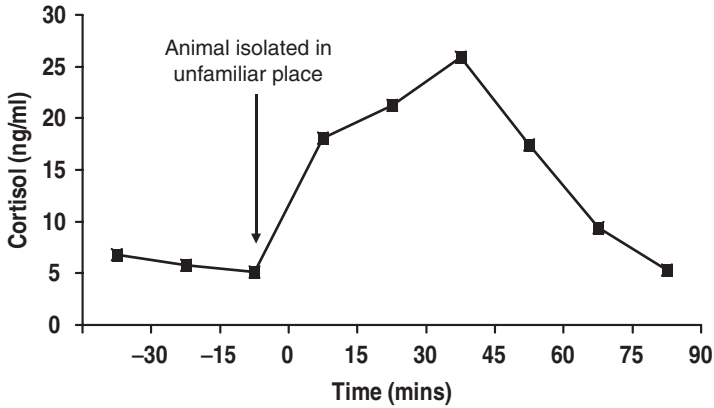 30
Animal isolated in
unfamiliar place
25
20
15
10
5
0
Cortisol (ng/ml)
–30 –15 0 15 30 45 60 75 90
Time (mins)